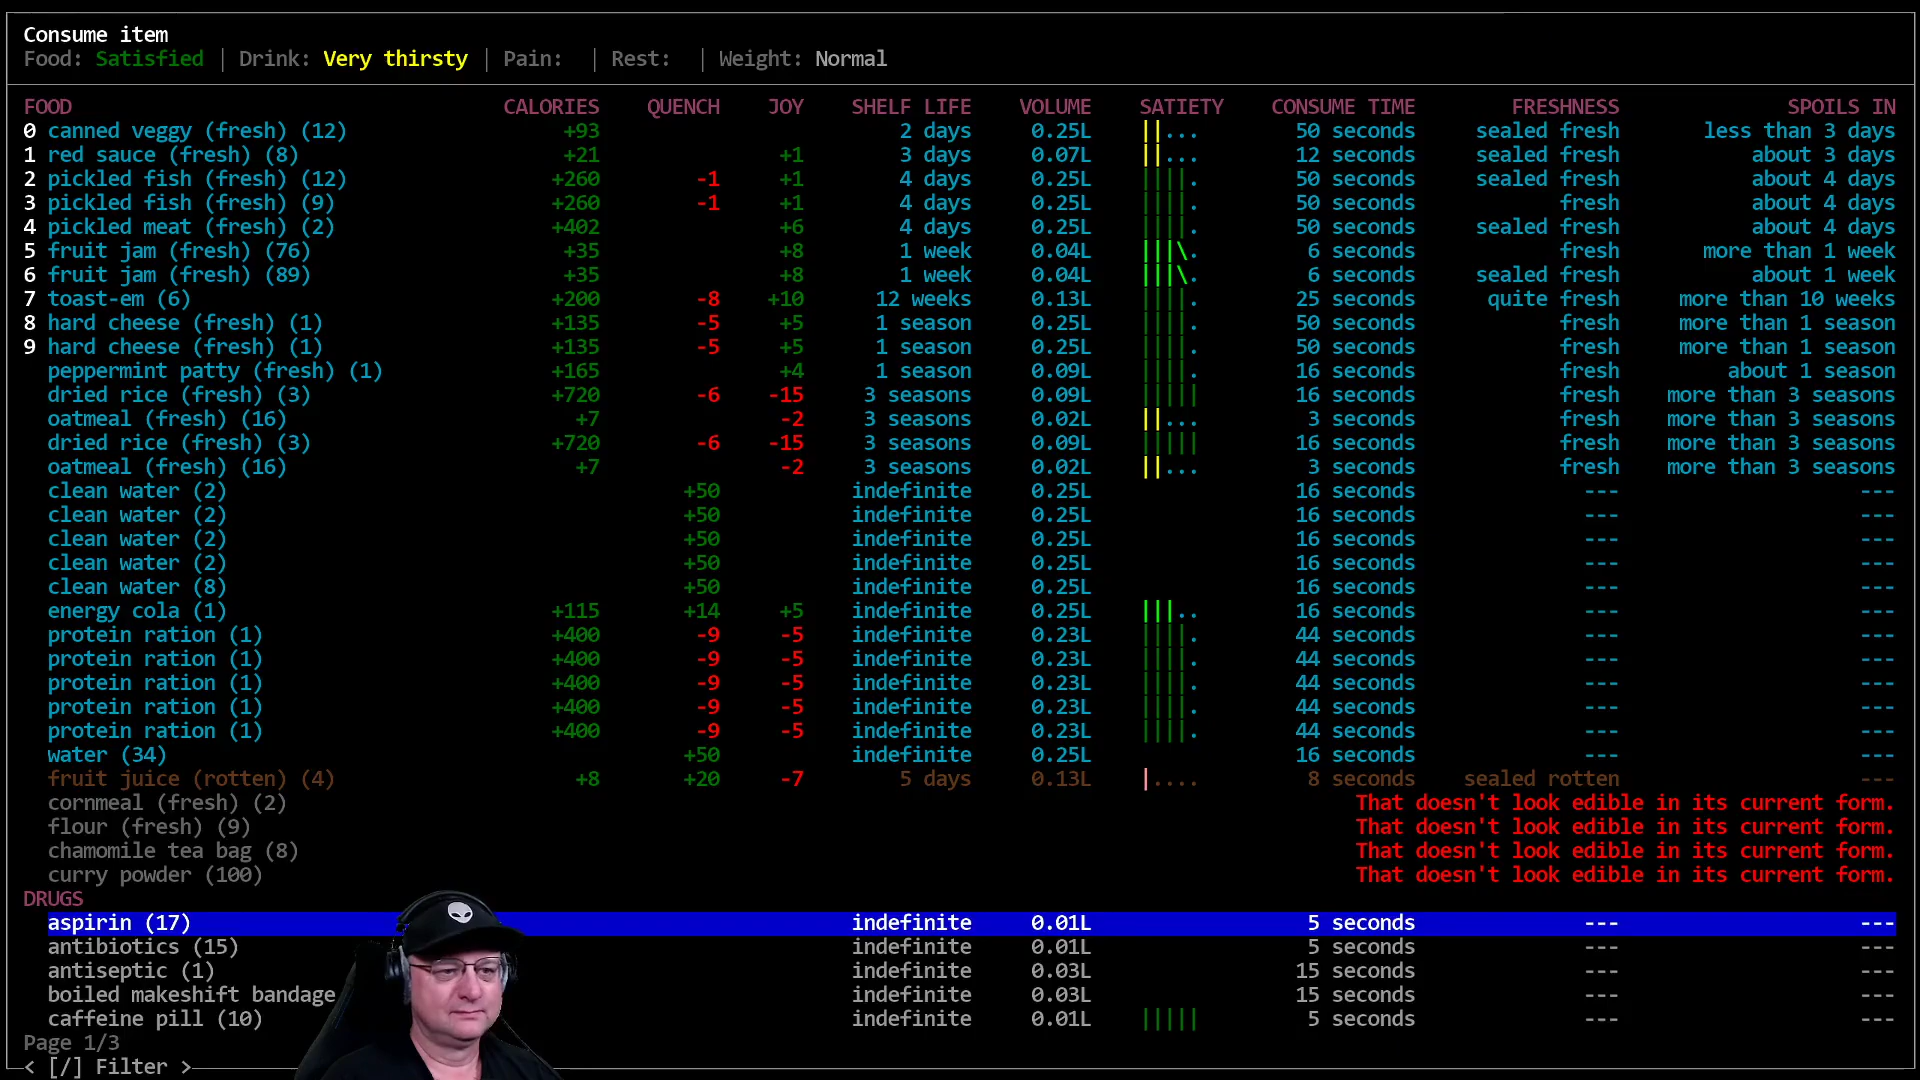 Consume item
Food: Satisfied | Drink: Very thirsty | Pain: | Rest: | Weight: Normal
FOOD CALORIES QUENCH JOY SHELF LIFE VOLUME SATIETY CONSUME TIME FRESHNESS SPOILS IN
0 canned veggy (fresh) (12) +93 2 days 0.25L ||... 50 seconds sealed fresh less than 3 days
1 red sauce (fresh) (8) +21 +1 3 days 0.07L ||... 12 seconds sealed fresh about 3 days
2 pickled fish (fresh) (12) +260 -1 +1 4 days 0.25L ||||. 50 seconds sealed fresh about 4 days
3 pickled fish (fresh) (9) +260 -1 +1 4 days 0.25L ||||. 50 seconds fresh about 4 days
4 pickled meat (fresh) (2) +402 +6 4 days 0.25L ||||. 50 seconds sealed fresh about 4 days
5 fruit jam (fresh) (76) +35 +8 1 week 0.04L |||\. 6 seconds fresh more than 1 week
6 fruit jam (fresh) (89) +35 +8 1 week 0.04L |||\. 6 seconds sealed fresh about 1 week
7 toast-em (6) +200 -8 +10 12 weeks 0.13L ||||. 25 seconds quite fresh more than 10 weeks
8 hard cheese (fresh) (1) +135 -5 +5 1 season 0.25L ||||. 50 seconds fresh more than 1 season
9 hard cheese (fresh) (1) +135 -5 +5 1 season 0.25L ||||. 50 seconds fresh more than 1 season
peppermint patty (fresh) (1) +165 +4 1 season 0.09L ||||. 16 seconds fresh about 1 season
dried rice (fresh) (3) +720 -6 -15 3 seasons 0.09L ||||| 16 seconds fresh more than 3 seasons
oatmeal (fresh) (16) +7 -2 3 seasons 0.02L ||... 3 seconds fresh more than 3 seasons
dried rice (fresh) (3) +720 -6 -15 3 seasons 0.09L ||||| 16 seconds fresh more than 3 seasons
oatmeal (fresh) (16) +7 -2 3 seasons 0.02L ||... 3 seconds fresh more than 3 seasons
clean water (2) +50 indefinite 0.25L 16 seconds --- ---
clean water (2) +50 indefinite 0.25L 16 seconds --- ---
clean water (2) +50 indefinite 0.25L 16 seconds --- ---
clean water (2) +50 indefinite 0.25L 16 seconds --- ---
clean water (8) +50 indefinite 0.25L 16 seconds --- ---
energy cola (1) +115 +14 +5 indefinite 0.25L |||.. 16 seconds --- ---
protein ration (1) +400 -9 -5 indefinite 0.23L ||||. 44 seconds --- ---
protein ration (1) +400 -9 -5 indefinite 0.23L ||||. 44 seconds --- ---
protein ration (1) +400 -9 -5 indefinite 0.23L ||||. 44 seconds --- ---
protein ration (1) +400 -9 -5 indefinite 0.23L ||||. 44 seconds --- ---
protein ration (1) +400 -9 -5 indefinite 0.23L ||||. 44 seconds --- ---
water (34) +50 indefinite 0.25L 16 seconds --- ---
fruit juice (rotten) (4) +8 +20 -7 5 days 0.13L |.... 8 seconds sealed rotten ---
cornmeal (fresh) (2) That doesn't look edible in its current form.
flour (fresh) (9) That doesn't look edible in its current form.
chamomile tea bag (8) That doesn't look edible in its current form.
curry powder (100) That doesn't look edible in its current form.
DRUGS
aspirin (17) indefinite 0.01L 5 seconds --- ---
antibiotics (15) indefinite 0.01L 5 seconds --- ---
antiseptic (1) indefinite 0.03L 15 seconds --- ---
boiled makeshift bandage indefinite 0.03L 15 seconds --- ---
caffeine pill (10) indefinite 0.01L ||||| 5 seconds --- ---
Page 1/3
< [/] Filter >